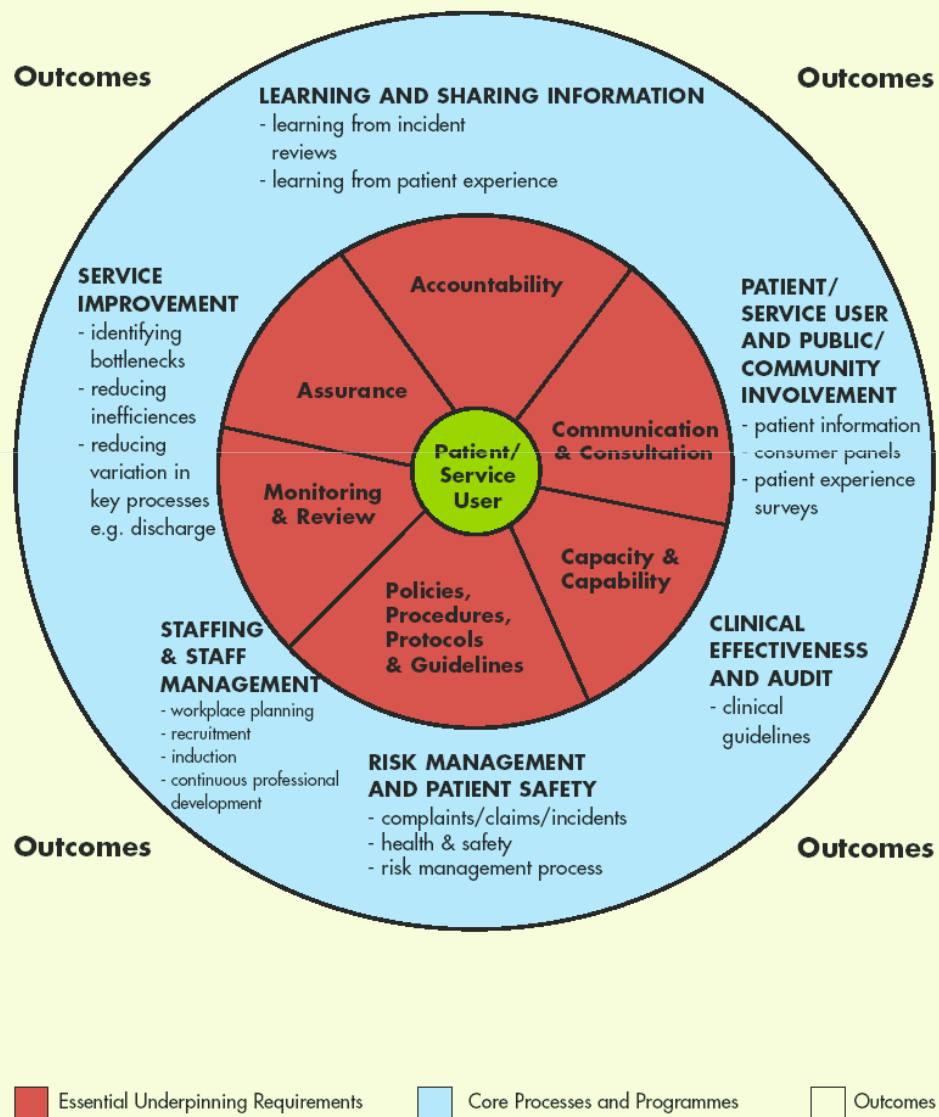 Outcomes
Outcomes
LEARNING AND SHARING INFORMATION
- learning from incident
reviews
- learning from patient experience
SERVICE
IMPROVEMENT
- identifying
bottlenecks
- reducing
inefficiences
- reducing
variation in
key processes
e.g. discharge
Accountability
Assurance
Communication
& Consultation
Patient/
Service
User
Monitoring
& Review
Capacity &
Capability
Policies,
Procedures,
Protocols
& Guidelines
PATIENT/
SERVICE USER
AND PUBLIC/
COMMUNITY
INVOLVEMENT
- patient information
- consumer panels
- patient experience
surveys
STAFFING
& STAFF
MANAGEMENT
- workplace planning
- recruitment
- induction
- continuous professional
development
CLINICAL
EFFECTIVENESS
AND AUDIT
- clinical
guidelines
RISK MANAGEMENT
AND PATIENT SAFETY
- complaints/claims/incidents
- health & safety
- risk management process
Outcomes
Outcomes
Essential Underpinning Requirements
Core Processes and Programmes
Outcomes